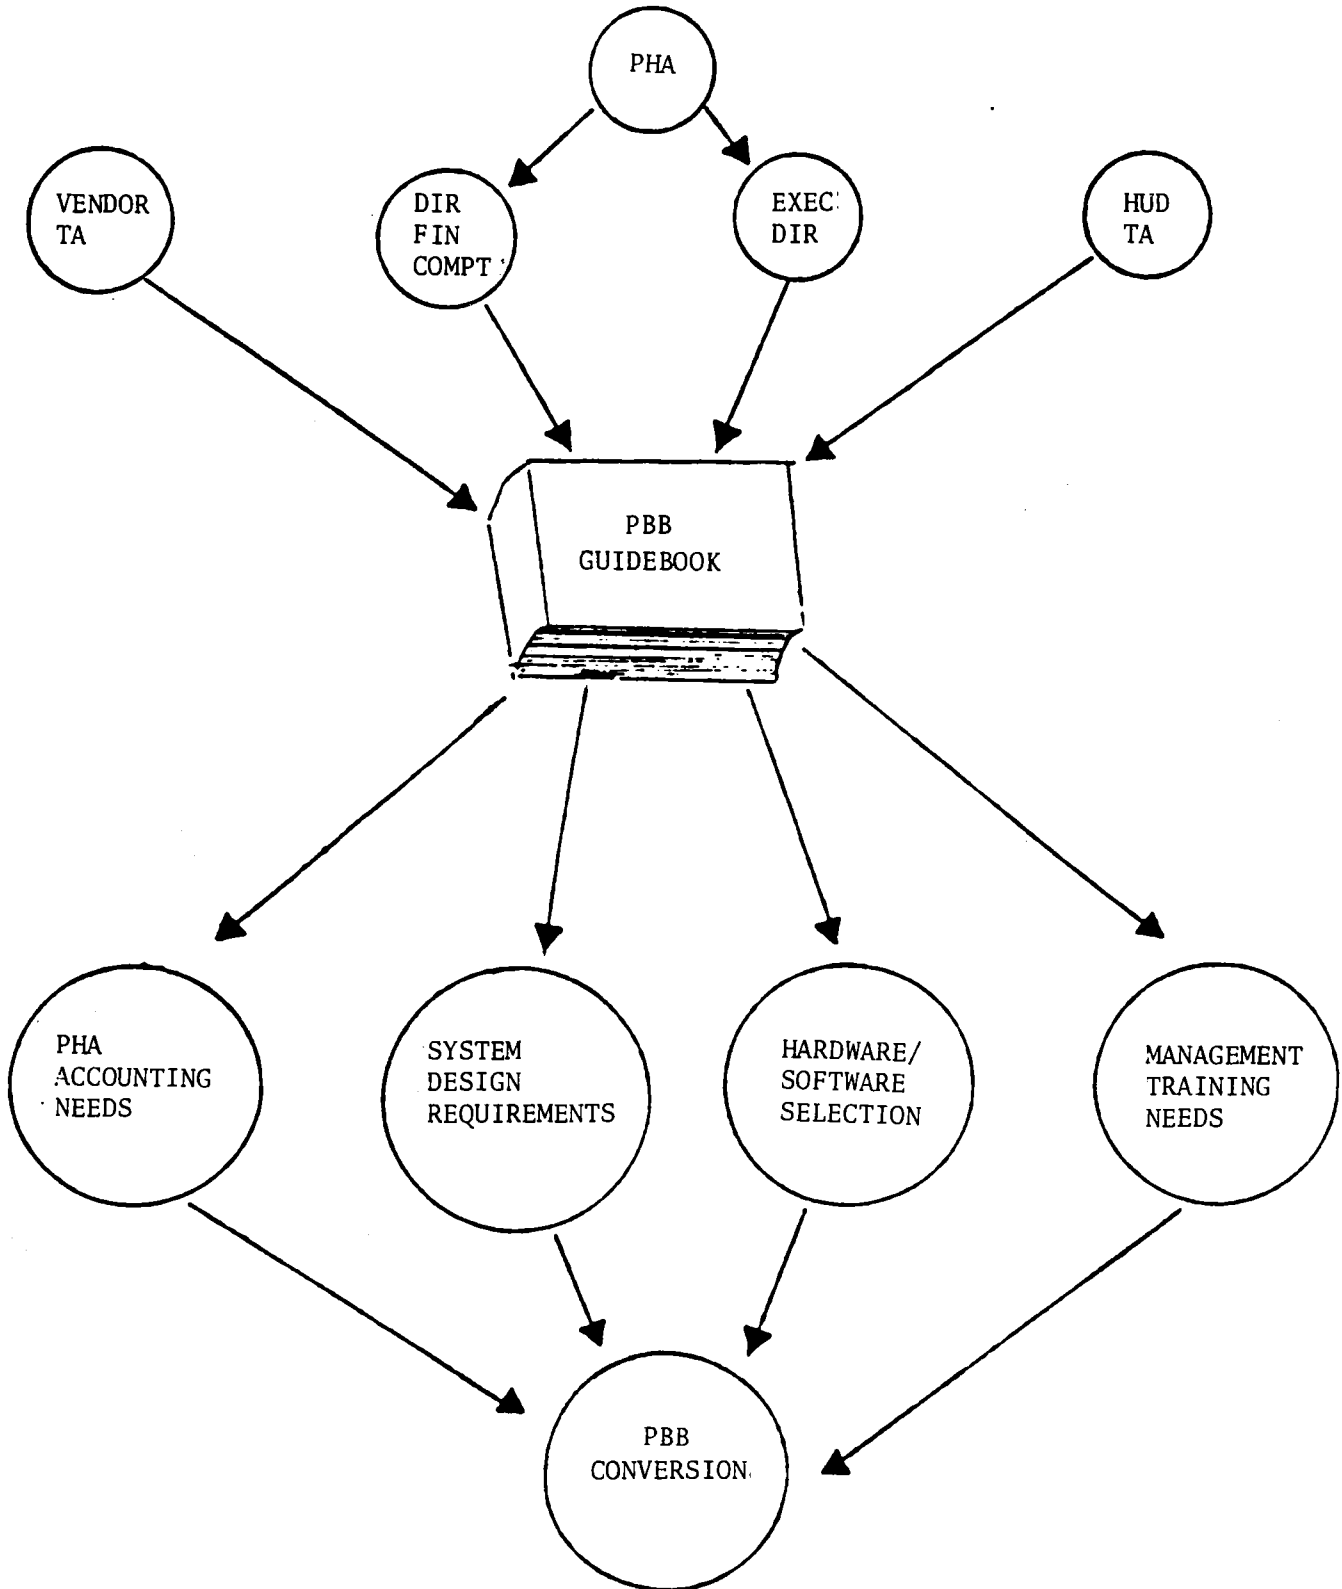 PHA
VENDOR
TA
DIR
FIN
COMPT
EXEC
DIR
HUD
TA
PBB
GUIDEBOOK
PHA
ACCOUNTING
NEEDS
SYSTEM
DESIGN
REQUIREMENTS
HARDWARE/
SOFTWARE
SELECTION
MANAGEMENT
TRAINING
NEEDS
PBB
CONVERSION